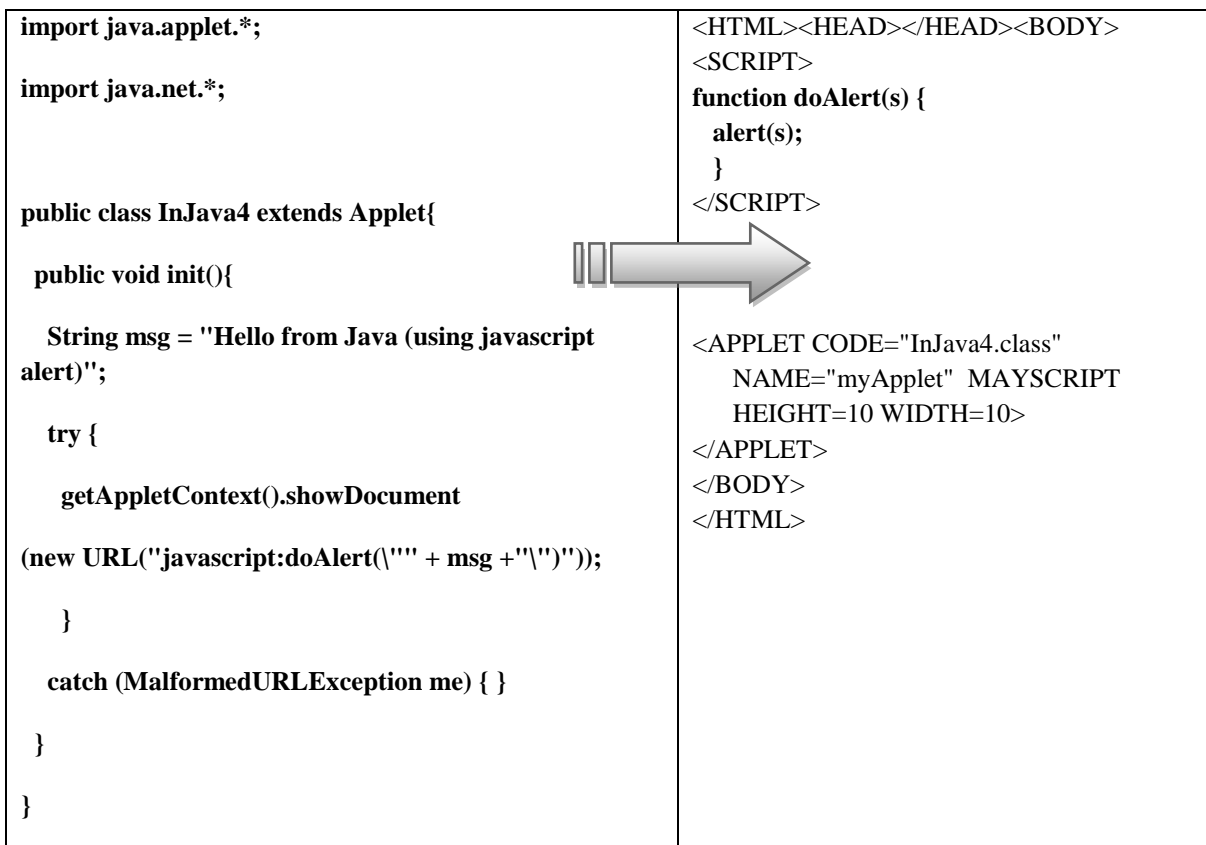 import java.applet.*;
import java.net.*;
public class InJava4 extends Applet{
public void init(){
String msg = "Hello from Java (using javascript
alert)";
try {
getAppletContext().showDocument
(new URL("javascript:doAlert(\"" + msg +"\")"));
}
catch (MalformedURLException me) { }
}
}
<HTML><HEAD></HEAD><BODY>
<SCRIPT>
function doAlert(s) {
alert(s);
}
</SCRIPT>
<APPLET CODE="InJava4.class"
NAME="myApplet" MAYSCRIPT
HEIGHT=10 WIDTH=10>
</APPLET>
</BODY>
</HTML>